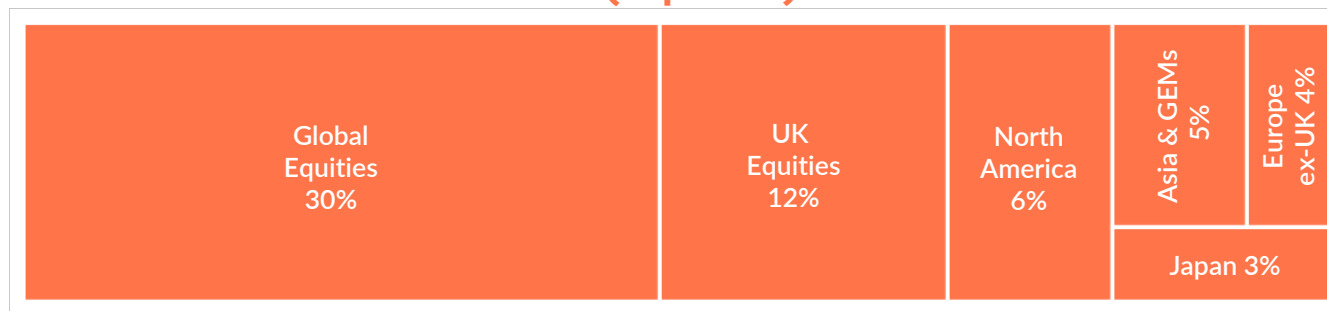 Global
Equities
30%
UK
Equities
12%
North
America
6%
Asia & GEMs
5%
Europe
ex-UK 4%
Japan 3%